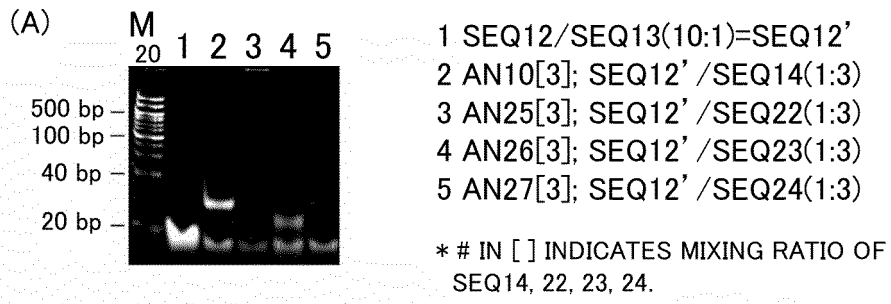 (A)
M
20 1 2 3 4 5
500 bp
100 bp
40 bp
20 bp
1 SEQ12/SEQ13(10:1)=SEQ12'
2 AN10[3]; SEQ12'/SEQ14(1:3)
3 AN25[3]; SEQ12'/SEQ22(1:3)
4 AN26[3]; SEQ12'/SEQ23(1:3)
5 AN27[3]; SEQ12'/SEQ24(1:3)
* # IN [ ] INDICATES MIXING RATIO OF
SEQ14, 22, 23, 24.